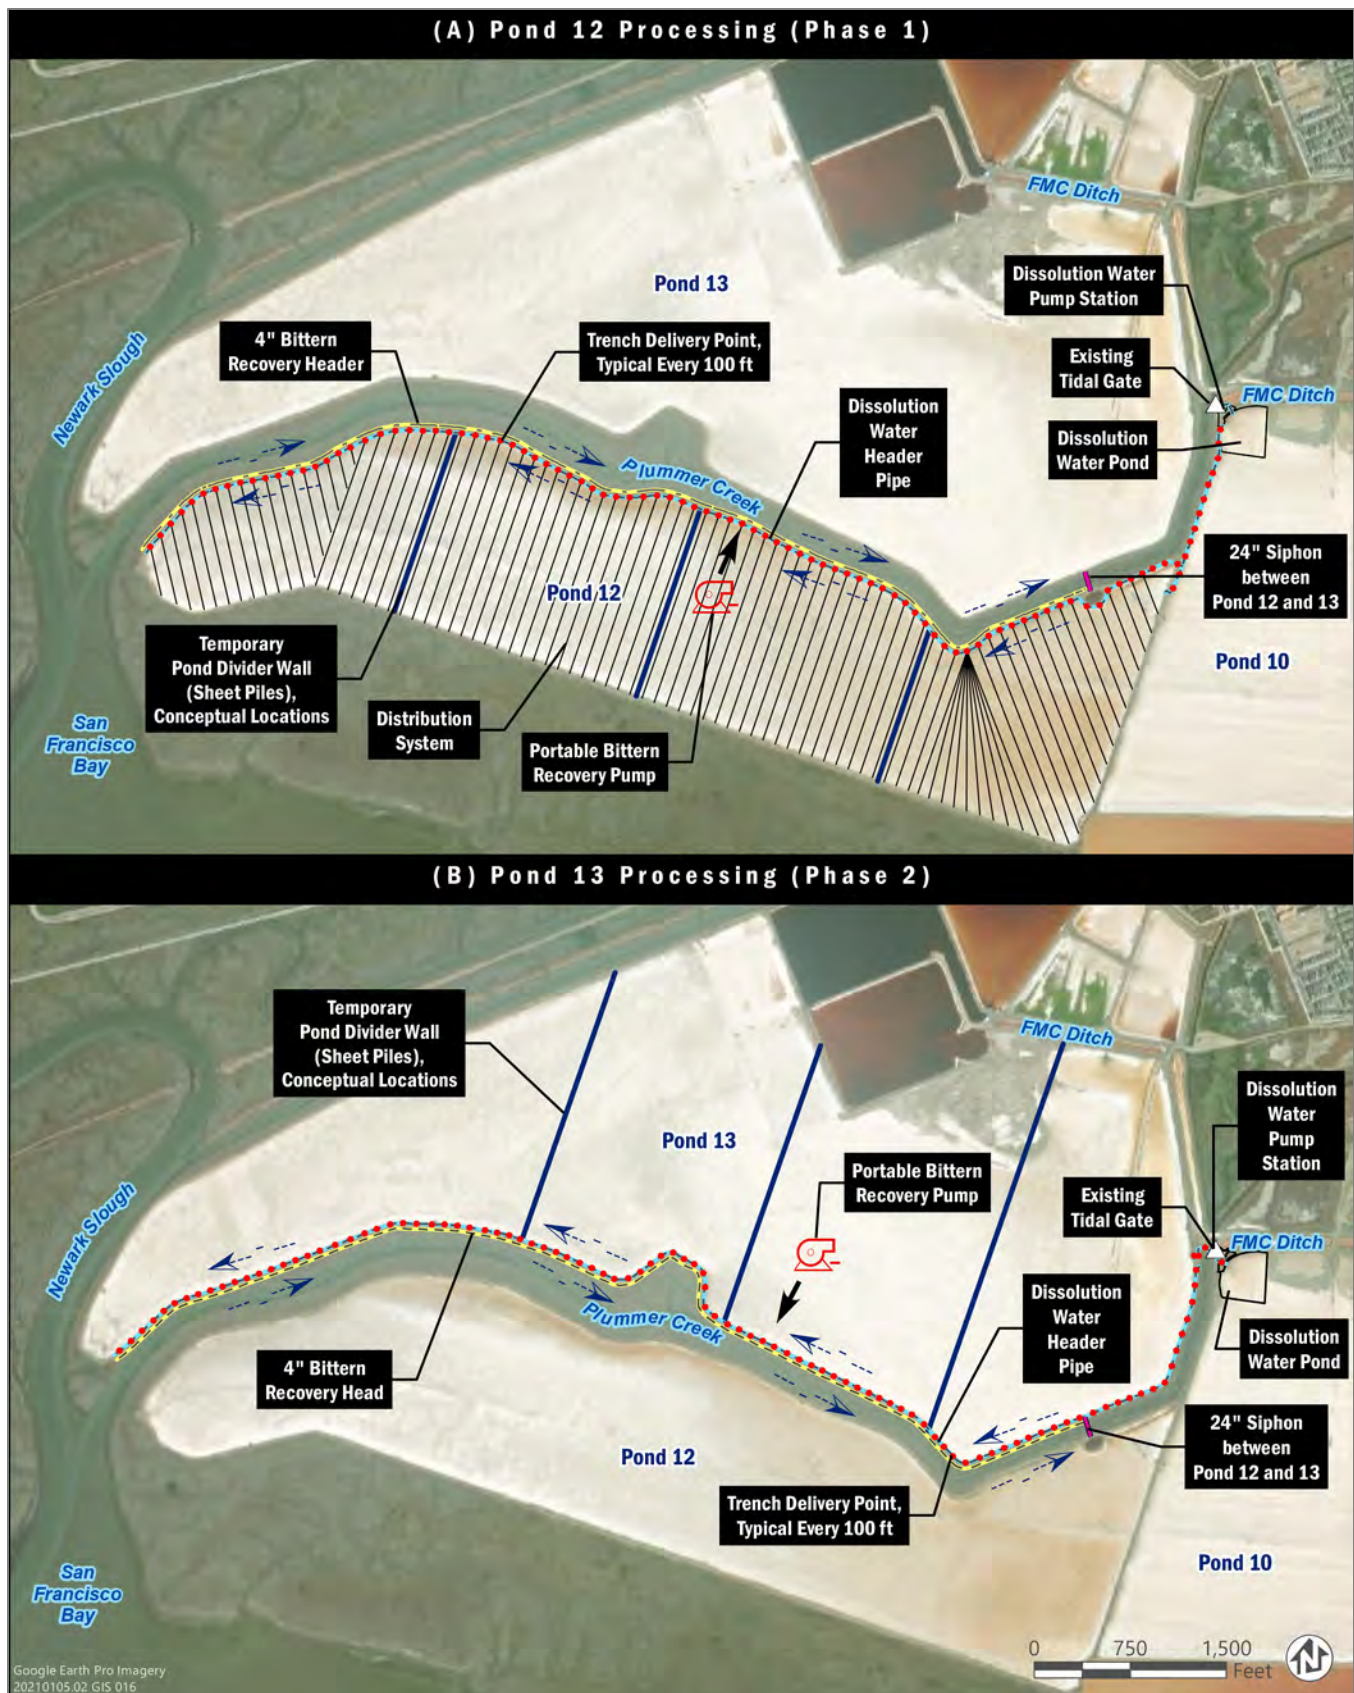 (A) Pond 12 Processing (Phase 1)
FMC Ditch
Pond 13
Dissolution Water
Pump Station
4" Bittern
Recovery Header
Trench Delivery Point,
Typical Every 100 ft
Existing
Tidal Gate
FMC Ditch
Newark Slough
Dissolution
Water
Header
Pipe
Dissolution
Water Pond
Plummer Creek
24" Siphon
between
Pond 12 and 13
Pond 12
Temporary
Pond Divider Wall
(Sheet Piles),
Conceptual Locations
Pond 10
San
Francisco
Bay
Distribution
System
Portable Bittern
Recovery Pump
(B) Pond 13 Processing (Phase 2)
Temporary
Pond Divider Wall
(Sheet Piles),
Conceptual Locations
FMC Ditch
Dissolution
Water
Pump
Station
Pond 13
Portable Bittern
Recovery Pump
Existing
Tidal Gate
Newark Slough
FMC Ditch
Plummer Creek
Dissolution
Water
Header
Pipe
Dissolution
Water Pond
4" Bittern
Recovery Head
24" Siphon
between
Pond 12 and 13
Pond 12
Trench Delivery Point,
Typical Every 100 ft
Pond 10
San
Francisco
Bay
0 750 1,500
Feet
N
Google Earth Pro Imagery
20210105.02 GIS 016